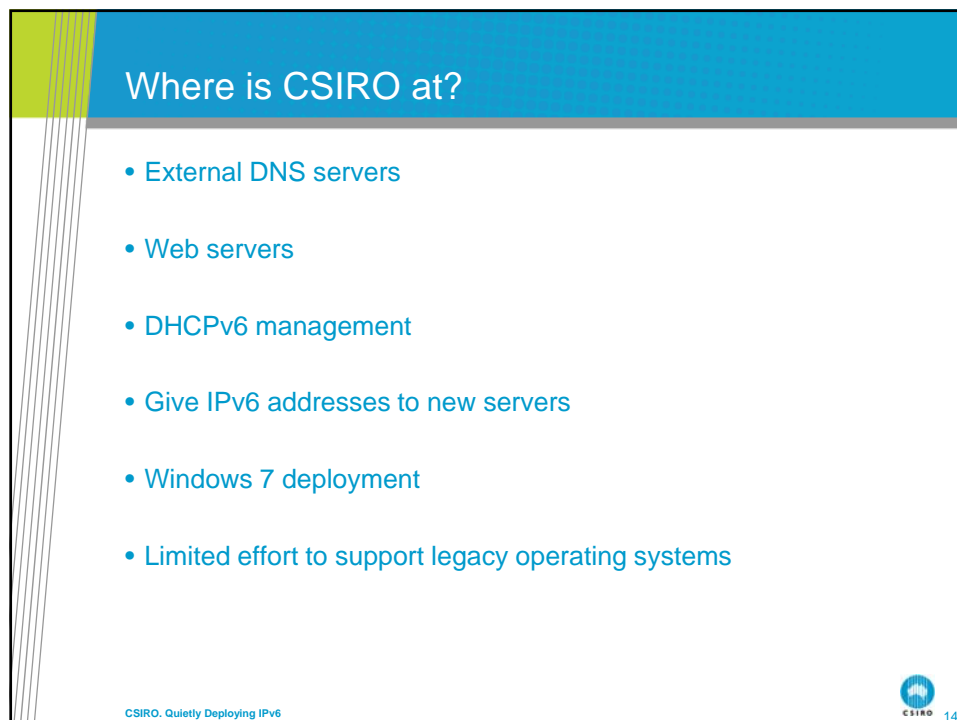 Where is CSIRO at?
• External DNS servers
• Web servers
• DHCPv6 management
• Give IPv6 addresses to new servers
• Windows 7 deployment
• Limited effort to support legacy operating systems
CSIRO. Quietly Deploying IPv6
CSIRO
14